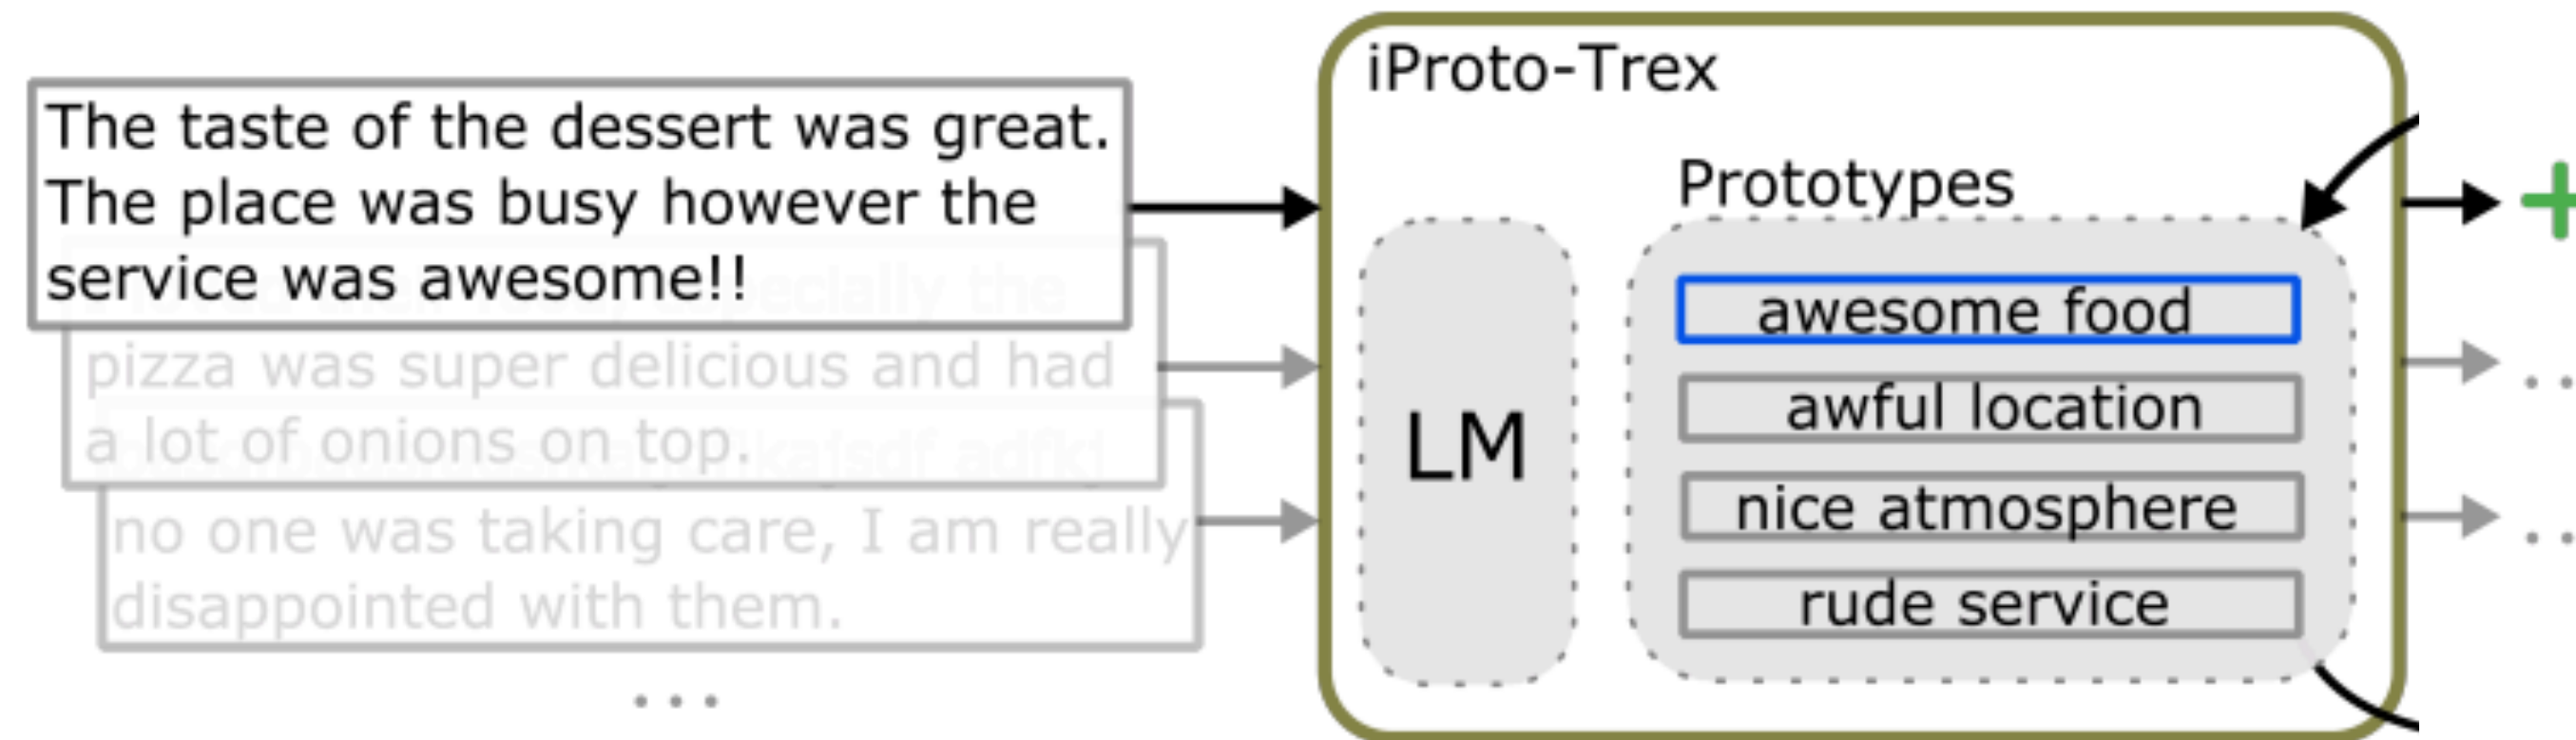 The taste of the dessert was great.
The place was busy however the
service was awesome!!
especially the
pizza was super delicious and had
a lot of onions on top.
no one was taking care, I am really
disappointed with them.
...
iProto-Trex
LM
Prototypes
awesome food
awful location
nice atmosphere
rude service
+